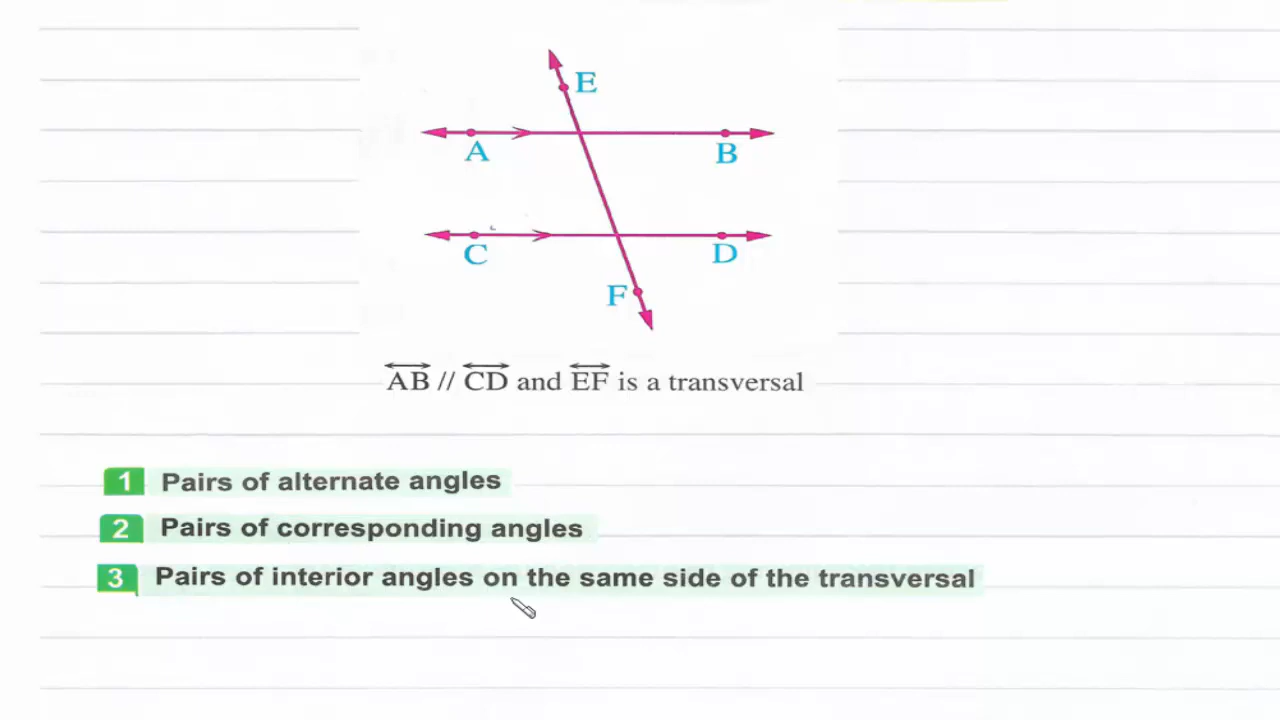 E
A B
C D
F
AB // CD and EF is a transversal
1 Pairs of alternate angles
2 Pairs of corresponding angles
3 Pairs of interior angles on the same side of the transversal